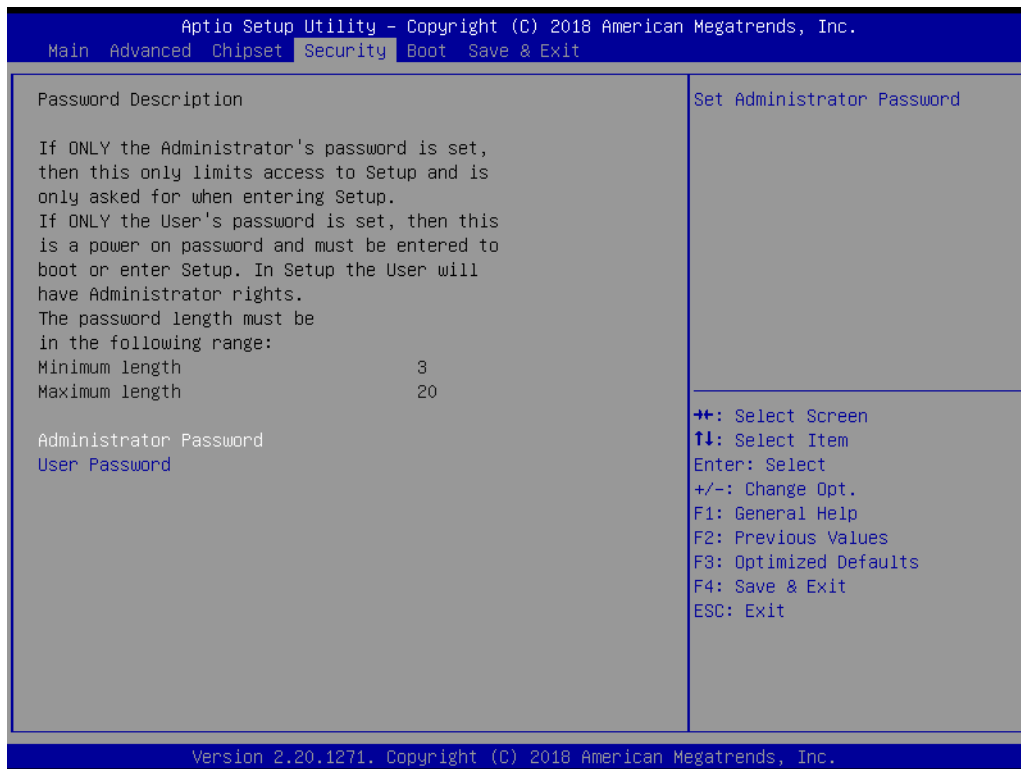 Aptio Setup Utility – Copyright (C) 2018 American Megatrends, Inc.
Main Advanced Chipset Security Boot Save & Exit
Password Description
If ONLY the Administrator's password is set,
then this only limits access to Setup and is
only asked for when entering Setup.
If ONLY the User's password is set, then this
is a power on password and must be entered to
boot or enter Setup. In Setup the User will
have Administrator rights.
The password length must be
in the following range:
Minimum length 3
Maximum length 20
Administrator Password
User Password
Set Administrator Password
→←: Select Screen
↑↓: Select Item
Enter: Select
+/-: Change Opt.
F1: General Help
F2: Previous Values
F3: Optimized Defaults
F4: Save & Exit
ESC: Exit
Version 2.20.1271. Copyright (C) 2018 American Megatrends, Inc.